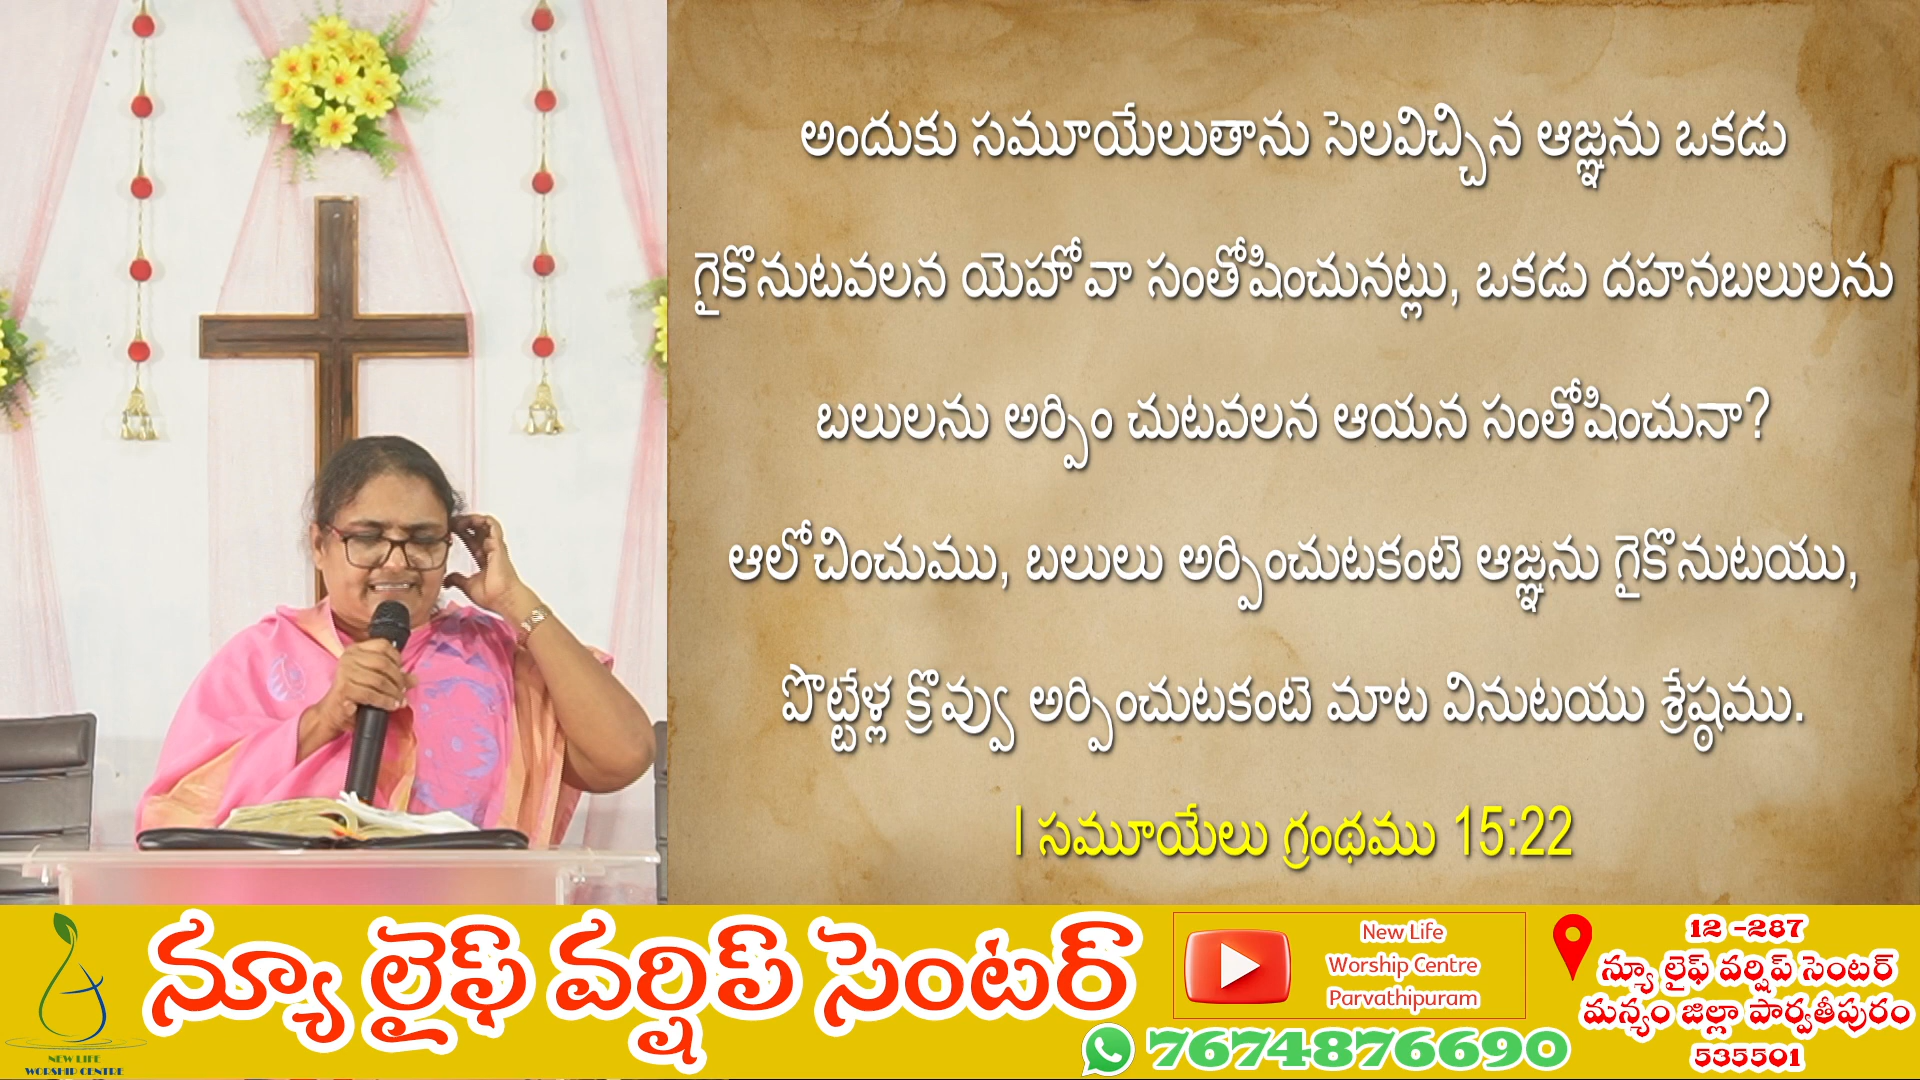 అందుకు సమూయేలుతాను సెలవిచ్చిన ఆజ్ఞను ఒకడు
గైకొనుటవలన యెహోవా సంతోషించునట్లు, ఒకడు దహనబలులను
బలులను అర్పిం చుటవలన ఆయన సంతోషించునా?
ఆలోచించుము, బలులు అర్పించుటకంటె ఆజ్ఞను గైకొనుటయు,
పొట్టేళ్ల క్రొవ్వు అర్పించుటకంటె మాట వినుటయు శ్రేష్ఠము.
I సమూయేలు గ్రంథము 15:22
NEW LIFE
WORSHIP CENTRE
న్యూ లైఫ్ వర్షిప్ సెంటర్
New Life
Worship Centre
Parvathipuram
7674876690
12 -287
న్యూ లైఫ్ వర్షిప్ సెంటర్
మన్యం జిల్లా పార్వతీపురం
535501